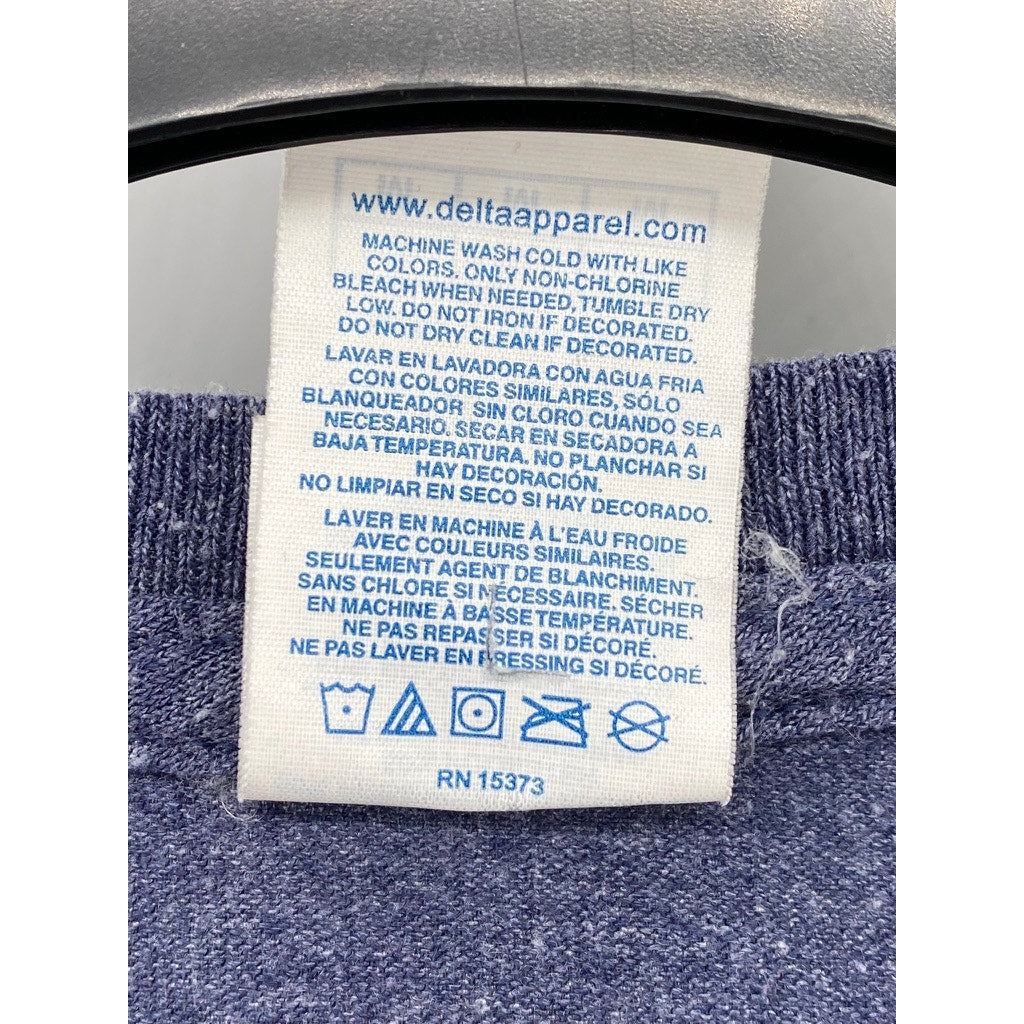 www.deltaapparel.com
MACHINE WASH COLD WITH LIKE
COLORS. ONLY NON-CHLORINE
BLEACH WHEN NEEDED, TUMBLE DRY
LOW. DO NOT IRON IF DECORATED.
DO NOT DRY CLEAN IF DECORATED.
LAVAR EN LAVADORA CON AGUA FRIA
CON COLORES SIMILARES, SÓLO
BLANQUEADOR SIN CLORO CUANDO SEA
NECESARIO. SECAR EN SECADORA A
BAJA TEMPERATURA. NO PLANCHAR SI
HAY DECORACIÓN.
NO LIMPIAR EN SECO SI HAY DECORADO.
LAVER EN MACHINE À L'EAU FROIDE
AVEC COULEURS SIMILAIRES.
SEULEMENT AGENT DE BLANCHIMENT.
SANS CHLORE SI NÉCESSAIRE. SÉCHER
EN MACHINE À BASSE TEMPÉRATURE.
NE PAS REPASSER SI DÉCORÉ.
NE PAS LAVER EN PRESSING SI DÉCORÉ.
RN 15373